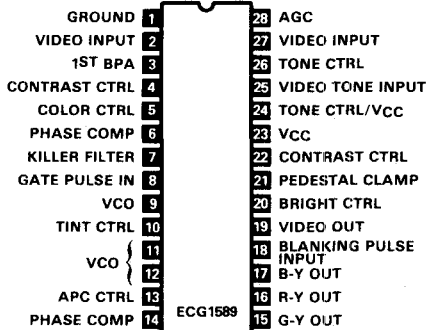 GROUND 1 28 AGC
VIDEO INPUT 2 27 VIDEO INPUT
1ST BPA 3 26 TONE CTRL
CONTRAST CTRL 4 25 VIDEO TONE INPUT
COLOR CTRL 5 24 TONE CTRL/VCC
PHASE COMP 6 23 VCC
KILLER FILTER 7 22 CONTRAST CTRL
GATE PULSE IN 8 21 PEDESTAL CLAMP
VCO 9 20 BRIGHT CTRL
TINT CTRL 10 19 VIDEO OUT
VCO 11 18 BLANKING PULSE INPUT
12 17 B-Y OUT
APC CTRL 13 16 R-Y OUT
PHASE COMP 14 ECG1589 15 G-Y OUT